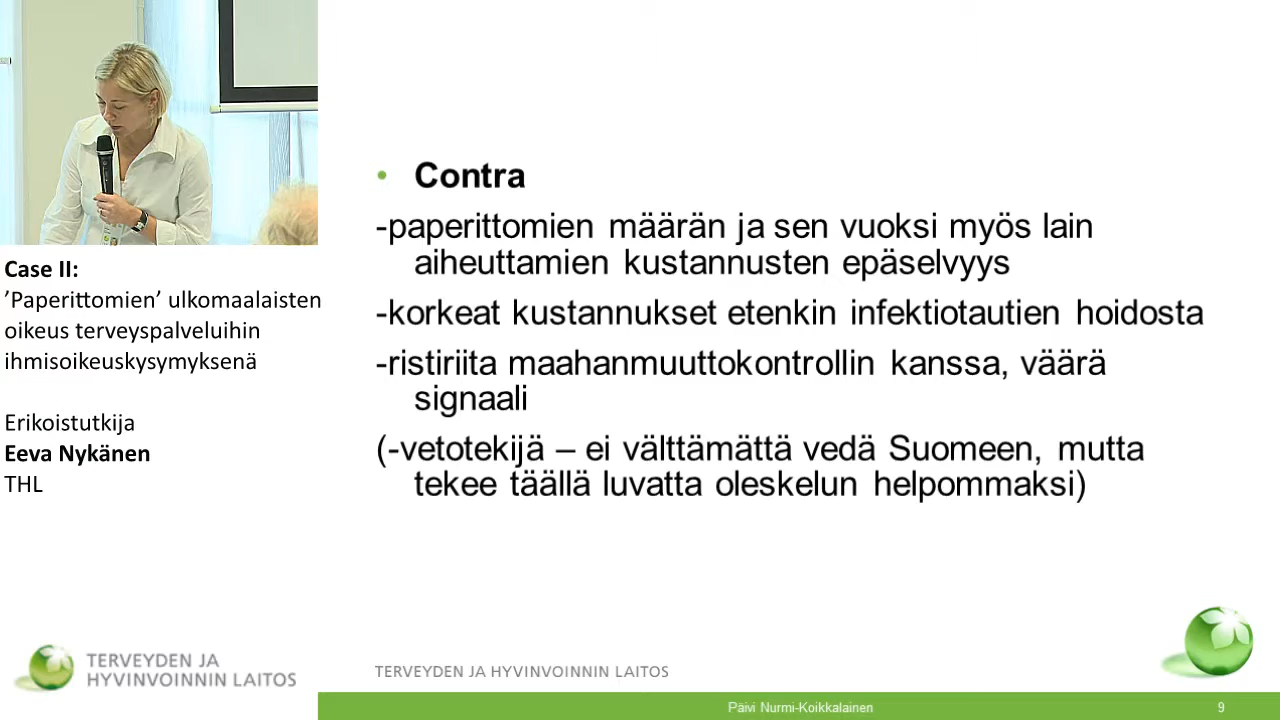 Case II:
’Paperittomien’ ulkomaalaisten
oikeus terveyspalveluihin
ihmisoikeuskysymyksenä
Erikoistutkija
Eeva Nykänen
THL
TERVEYDEN JA
HYVINVOINNIN LAITOS
• Contra
-paperittomien määrän ja sen vuoksi myös lain
aiheuttamien kustannusten epäselvyys
-korkeat kustannukset etenkin infektiotautien hoidosta
-ristiriita maahanmuuttokontrollin kanssa, väärä
signaali
(-vetotekijä – ei välttämättä vedä Suomeen, mutta
tekee täällä luvatta oleskelun helpommaksi)
TERVEYDEN JA HYVINVOINNIN LAITOS
Päivi Nurmi-Koikkalainen
9